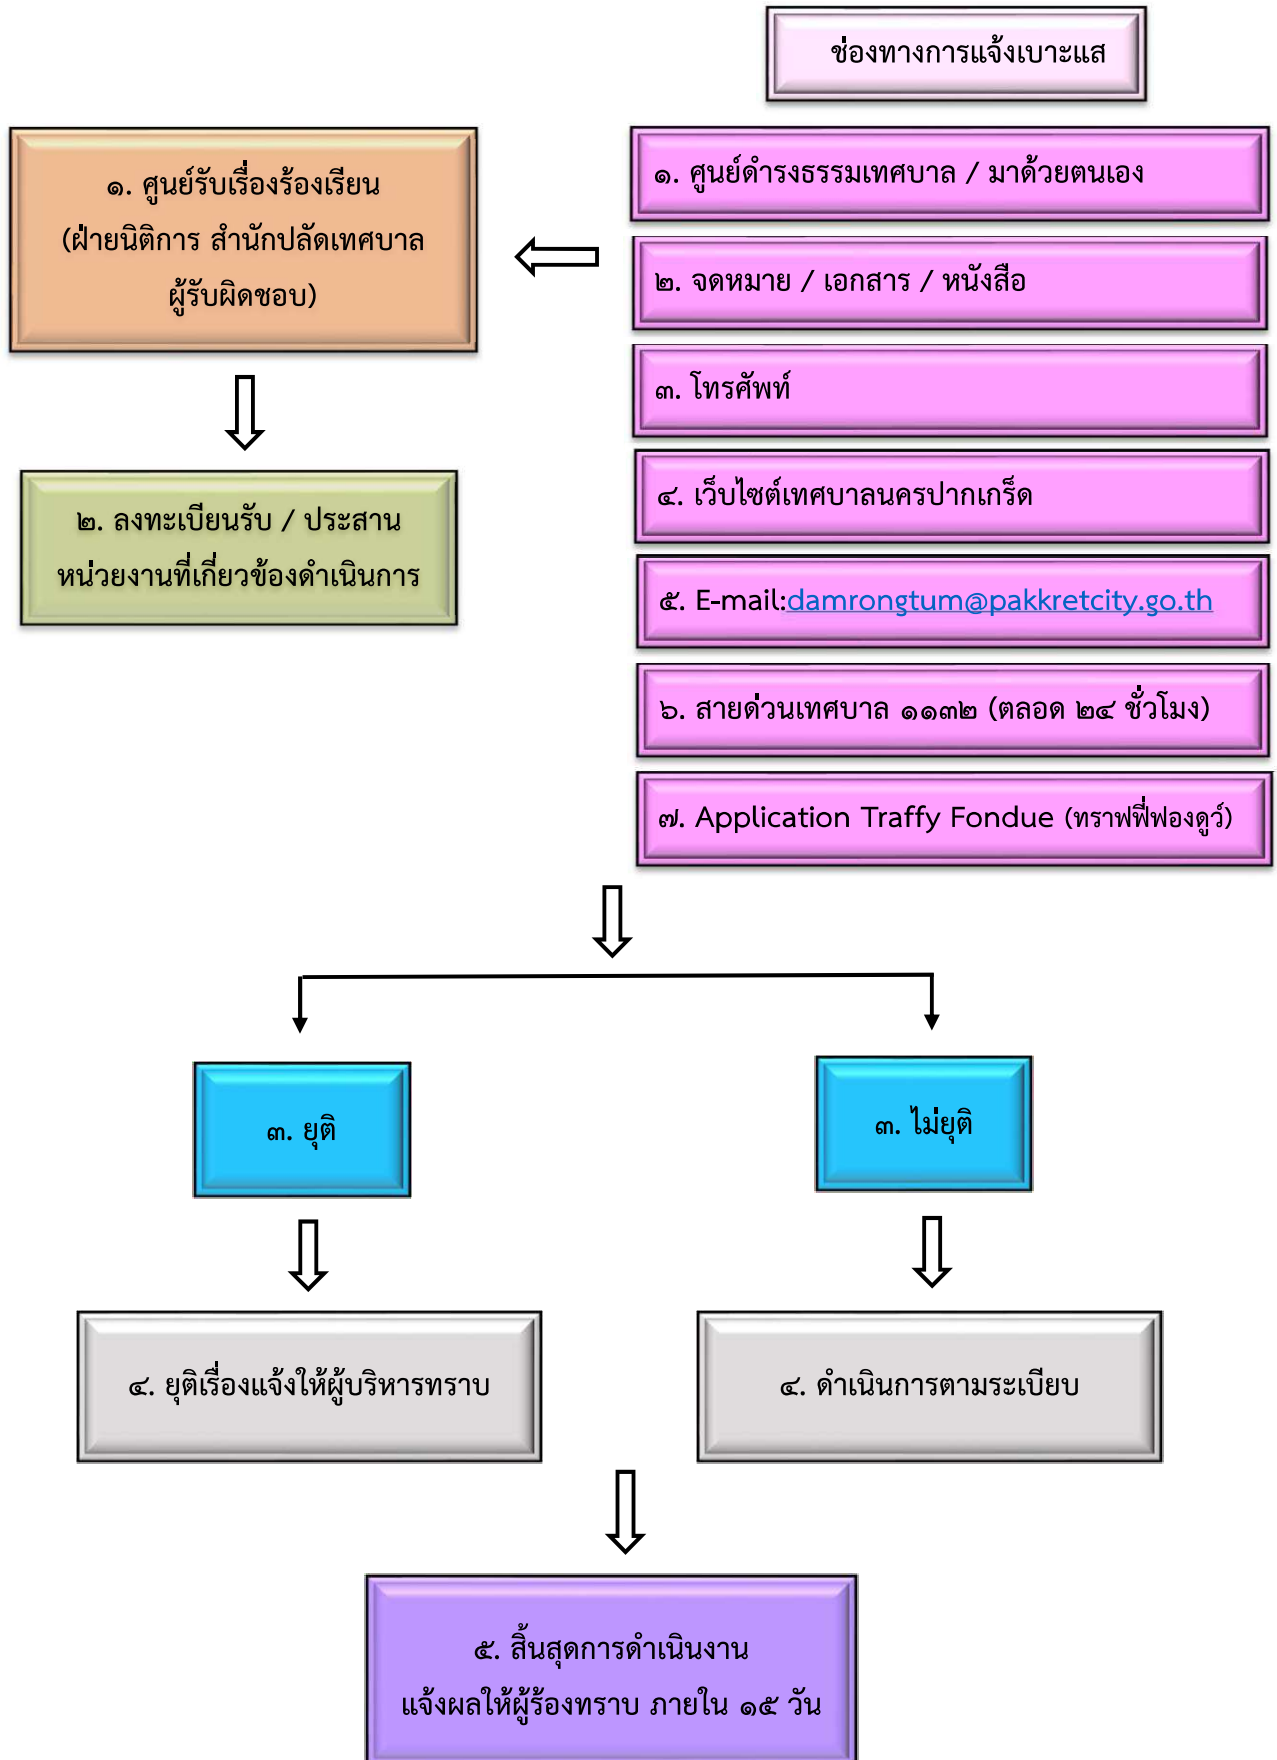 ช่องทางการแจ้งเบาะแส
๑. ศูนย์ดำรงธรรมเทศบาล / มาด้วยตนเอง
๒. จดหมาย / เอกสาร / หนังสือ
๓. โทรศัพท์
๔. เว็บไซต์เทศบาลนครปากเกร็ด
๕. E-mail:damrongtum@pakkretcity.go.th
๖. สายด่วนเทศบาล ๑๑๓๒ (ตลอด ๒๔ ชั่วโมง)
๗. Application Traffy Fondue (ทราฟฟี่ฟองดูว์)
๑. ศูนย์รับเรื่องร้องเรียน
(ฝ่ายนิติการ สำนักปลัดเทศบาล
ผู้รับผิดชอบ)
๒. ลงทะเบียนรับ / ประสาน
หน่วยงานที่เกี่ยวข้องดำเนินการ
๓. ยุติ
๓. ไม่ยุติ
๔. ยุติเรื่องแจ้งให้ผู้บริหารทราบ
๔. ดำเนินการตามระเบียบ
๕. สิ้นสุดการดำเนินงาน
แจ้งผลให้ผู้ร้องทราบ ภายใน ๑๕ วัน